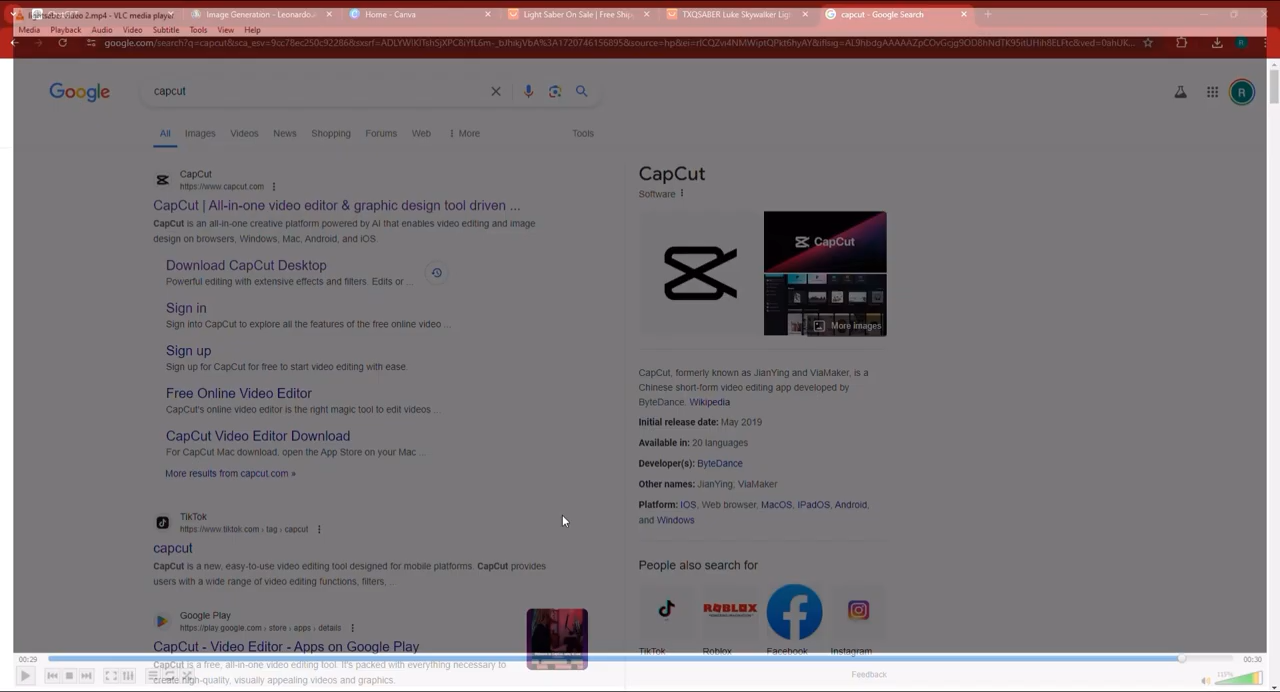 Video 2.mp4 - VLC media player
Image Generation - Leonardo.
Home - Canva
Light Saber On Sale | Free Ship
TXQSABER Luke Skywalker Ligh
capcut - Google Search
Media Playback Audio Video Subtitle Tools View Help
Google
capcut
R
All Images Videos News Shopping Forums Web More Tools
CapCut
https://www.capcut.com
CapCut | All-in-one video editor & graphic design tool driven ...
CapCut is an all-in-one creative platform powered by AI that enables video editing and image
design on browsers, Windows, Mac, Android, and iOS.
Download CapCut Desktop
Powerful editing with extensive effects and filters. Edits or ...
Sign in
Sign into CapCut to explore all the features of the free online video ...
Sign up
Sign up for CapCut for free to start video editing with ease.
Free Online Video Editor
CapCut's online video editor is the right magic tool to edit videos ...
CapCut Video Editor Download
For CapCut Mac download, open the App Store on your Mac ...
More results from capcut.com »
TikTok
https://www.tiktok.com › tag › capcut
capcut
CapCut is a new, easy-to-use video editing tool designed for mobile platforms. CapCut provides
users with a wide range of video editing functions, filters, ...
Google Play
https://play.google.com › store › apps › details
CapCut - Video Editor - Apps on Google Play
CapCut is a free, all-in-one video editing tool. It's packed with everything necessary to
create high-quality, visually appealing videos and graphics.
CapCut
Software
CapCut
More images
CapCut, formerly known as JianYing and ViaMaker, is a
Chinese short-form video editing app developed by
ByteDance. Wikipedia
Initial release date: May 2019
Available in: 20 languages
Developer(s): ByteDance
Other names: JianYing, ViaMaker
Platform: IOS, Web browser, MacOS, IPadOS, Android,
and Windows
People also search for
ROBLOX
TikTok Roblox Facebook Instagram
Feedback
00:29
00:30
115%